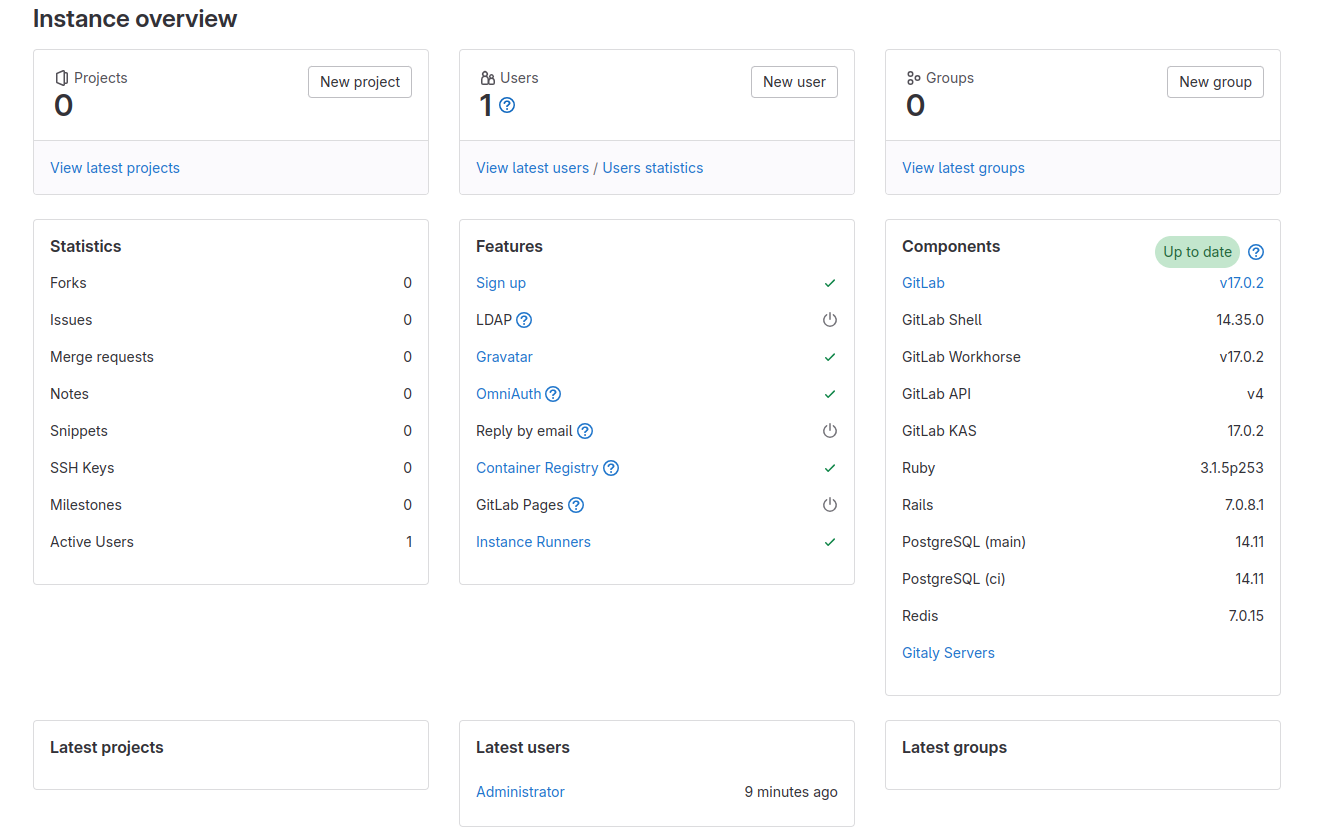 Instance overview
Projects
0
New project
View latest projects
Users
1
New user
View latest users / Users statistics
Groups
0
New group
View latest groups
Statistics
Forks 0
Issues 0
Merge requests 0
Notes 0
Snippets 0
SSH Keys 0
Milestones 0
Active Users 1
Features
Sign up
LDAP
Gravatar
OmniAuth
Reply by email
Container Registry
GitLab Pages
Instance Runners
Components Up to date
GitLab v17.0.2
GitLab Shell 14.35.0
GitLab Workhorse v17.0.2
GitLab API v4
GitLab KAS 17.0.2
Ruby 3.1.5p253
Rails 7.0.8.1
PostgreSQL (main) 14.11
PostgreSQL (ci) 14.11
Redis 7.0.15
Gitaly Servers
Latest projects
Latest users
Administrator 9 minutes ago
Latest groups